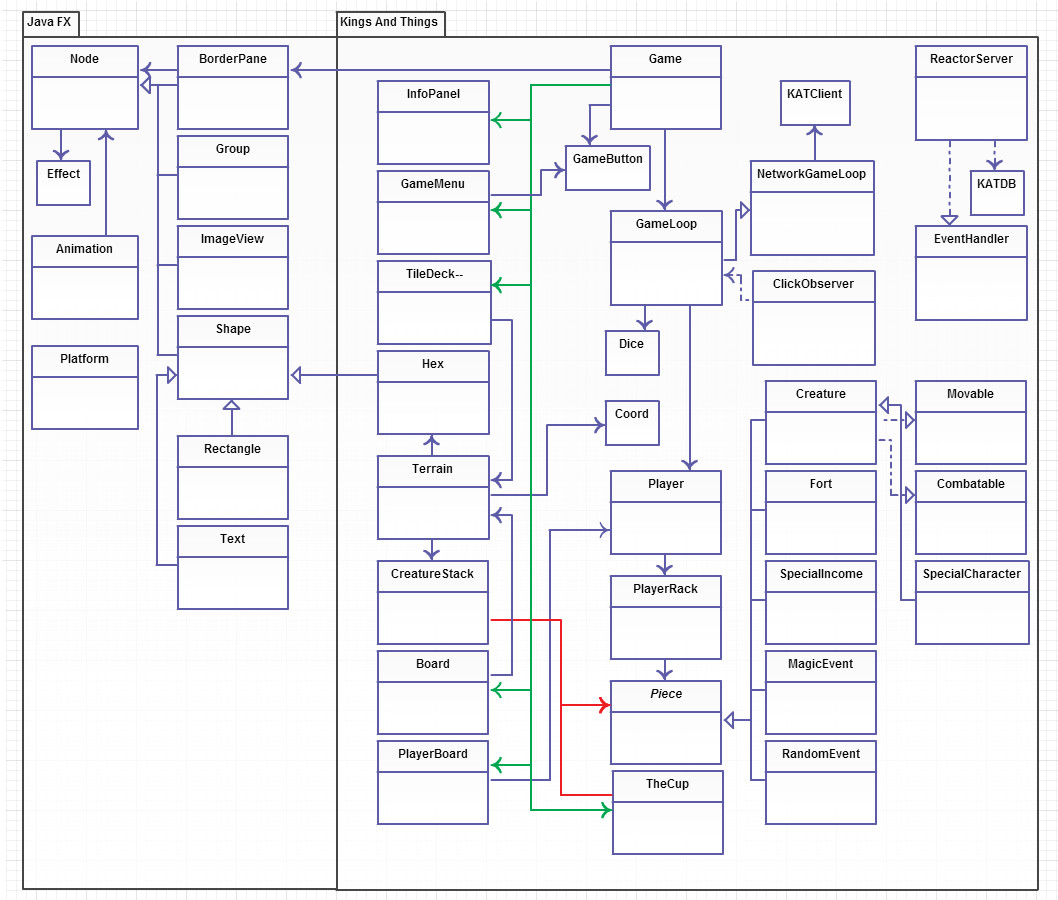 Java FX
Kings And Things
Node
BorderPane
Group
Effect
ImageView
Animation
Shape
Platform
Rectangle
Text
InfoPanel
GameMenu
TileDeck--
Hex
Terrain
CreatureStack
Board
PlayerBoard
Game
GameButton
GameLoop
Dice
Coord
Player
PlayerRack
Piece
TheCup
KATClient
NetworkGameLoop
ClickObserver
Creature
Fort
SpecialIncome
MagicEvent
RandomEvent
ReactorServer
KATDB
EventHandler
Movable
Combatable
SpecialCharacter